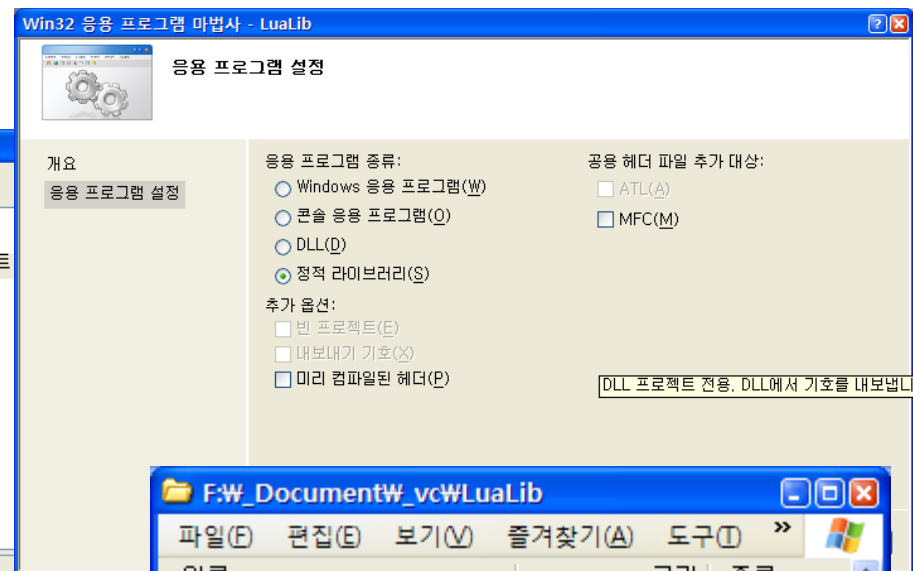 Win32 응용 프로그램 마법사 - LuaLib
응용 프로그램 설정
개요
응용 프로그램 설정
응용 프로그램 종류:
Windows 응용 프로그램(W)
콘솔 응용 프로그램(O)
DLL(D)
정적 라이브러리(S)
추가 옵션:
빈 프로젝트(E)
내보내기 기호(X)
미리 컴파일된 헤더(P)
공용 헤더 파일 추가 대상:
ATL(A)
MFC(M)
DLL 프로젝트 전용, DLL에서 기호를 내보냅니
트
F:₩_Document₩_vc₩LuaLib
파일(F) 편집(E) 보기(V) 즐겨찾기(A) 도구(T) »